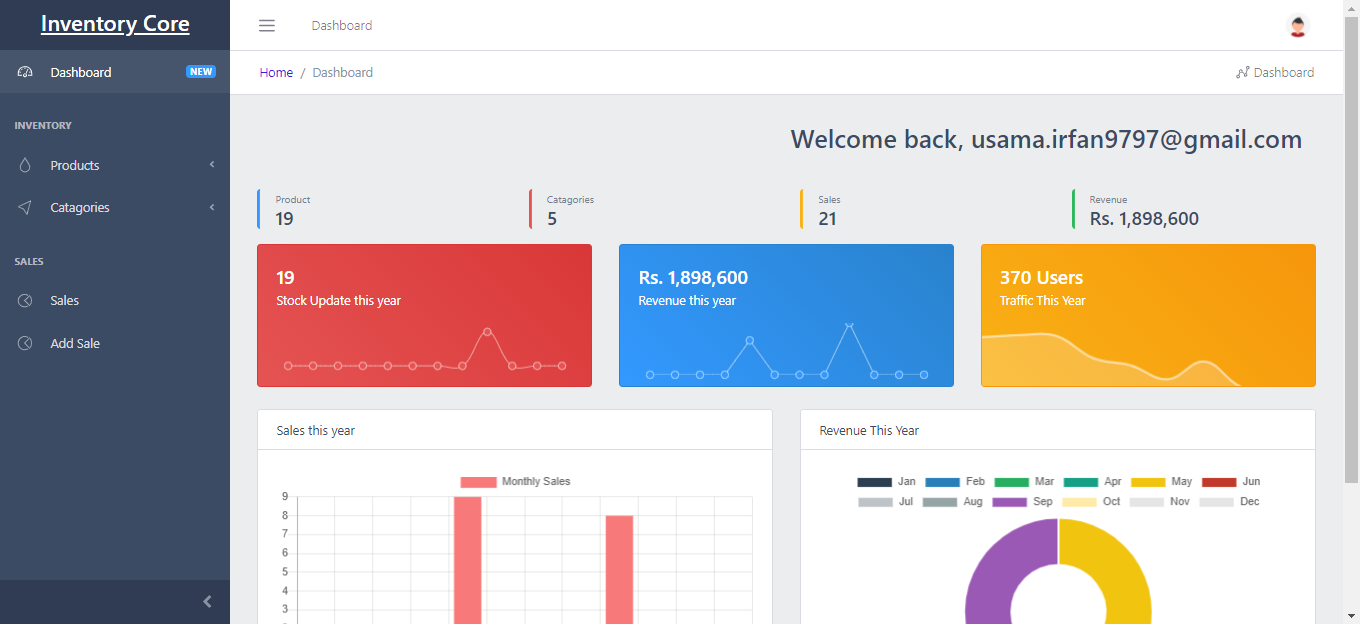 Inventory Core
Dashboard
Dashboard NEW
Home / Dashboard
Dashboard
INVENTORY
Products
Catagories
SALES
Sales
Add Sale
Welcome back, usama.irfan9797@gmail.com
Product
19
Catagories
5
Sales
21
Revenue
Rs. 1,898,600
19
Stock Update this year
Rs. 1,898,600
Revenue this year
370 Users
Traffic This Year
Sales this year
Monthly Sales
9
8
7
6
5
4
3
Revenue This Year
Jan Feb Mar Apr May Jun
Jul Aug Sep Oct Nov Dec